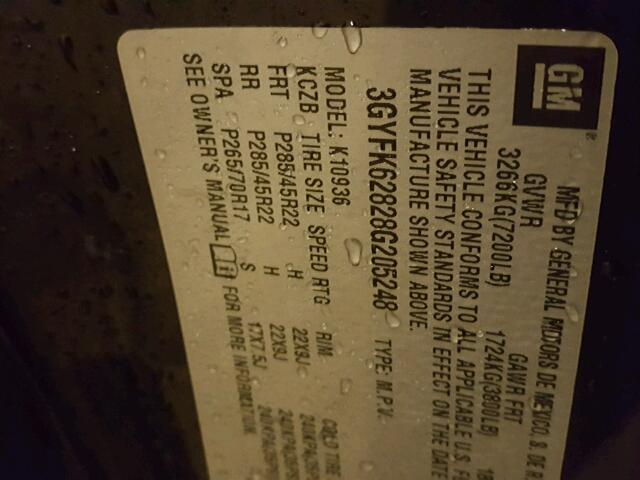 GM®
MFD BY GENERAL MOTORS DE MEXICO, S. DE R.
GVWR GAWR FRT
3266KG(7200LB) 1724KG(3800LB)
THIS VEHICLE CONFORMS TO ALL APPLICABLE U.S.
VEHICLE SAFETY STANDARDS IN EFFECT ON THE DATE
MANUFACTURE SHOWN ABOVE.
3GYFK62828G205248 TYPE: M.P.V.
MODEL: K10936
KCZB TIRE SIZE SPEED RTG RIM COLD TIRE
FRT P285/45R22 H 22X9J
RR P285/45R22 H 22X9J
SPA P265/70R17 S 17X7.5J
SEE OWNER'S MANUAL FOR MORE INFORMATION.